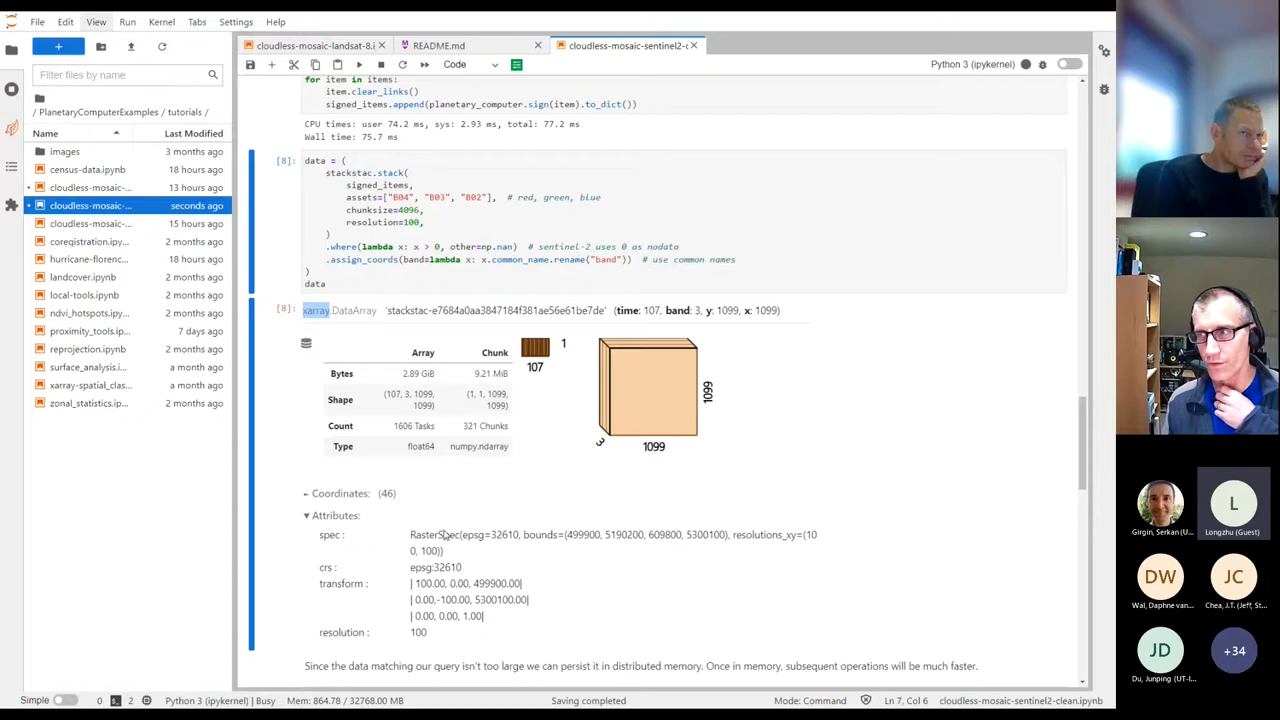 File Edit View Run Kernel Tabs Settings Help
Filter files by name
/ PlanetaryComputerExamples / tutorials /
Name Last Modified
images 3 months ago
census-data.ipynb 18 hours ago
cloudless-mosaic-... 13 hours ago
cloudless-mosaic-... seconds ago
cloudless-mosaic-... 15 hours ago
coregistration.ipy... 2 months ago
hurricane-florenc... 18 hours ago
landcover.ipynb 2 months ago
local-tools.ipynb 2 months ago
ndvi_hotspots.ipy... 2 months ago
proximity_tools.ip... 7 days ago
reprojection.ipynb 2 months ago
surface_analysis.i... a month ago
xarray-spatial_clas... a month ago
zonal_statistics.ip... 2 months ago
cloudless-mosaic-landsat-8.i
README.md
cloudless-mosaic-sentinel2-c
Code
Python 3 (ipykernel)
for item in items:
item.clear_links()
signed_items.append(planetary_computer.sign(item).to_dict())
CPU times: user 74.2 ms, sys: 2.93 ms, total: 77.2 ms
Wall time: 75.7 ms
[8]: data = (
stackstac.stack(
signed_items,
assets=["B04", "B03", "B02"], # red, green, blue
chunksize=4096,
resolution=100,
)
.where(lambda x: x > 0, other=np.nan) # sentinel-2 uses 0 as nodata
.assign_coords(band=lambda x: x.common_name.rename("band")) # use common names
)
data
[8]: xarray.DataArray 'stackstac-e7684a0aa3847184f381ae56e61be7de' (time: 107, band: 3, y: 1099, x: 1099)
Array Chunk
Bytes 2.89 GiB 9.21 MiB
Shape (107, 3, 1099, 1099) (1, 1, 1099, 1099)
Count 1606 Tasks 321 Chunks
Type float64 numpy.ndarray
1
107
1099
3
1099
Coordinates: (46)
Attributes:
spec : RasterSpec(epsg=32610, bounds=(499900, 5190200, 609800, 5300100), resolutions_xy=(10
0, 100))
crs : epsg:32610
transform : | 100.00, 0.00, 499900.00|
| 0.00,-100.00, 5300100.00|
| 0.00, 0.00, 1.00|
resolution : 100
Since the data matching our query isn't too large we can persist it in distributed memory. Once in memory, subsequent operations will be much faster.
Simple 0 2 Python 3 (ipykernel) | Busy Mem: 864.78 / 32768.00 MB Saving completed Mode: Command Ln 7, Col 6 cloudless-mosaic-sentinel2-clean.ipynb
L
Girgin, Serkan (U... Longzhu (Guest)
DW JC
Wal, Daphne van... Chea, J.T. (Jeff, St...
JD +34
Du, Junping (UT-I...